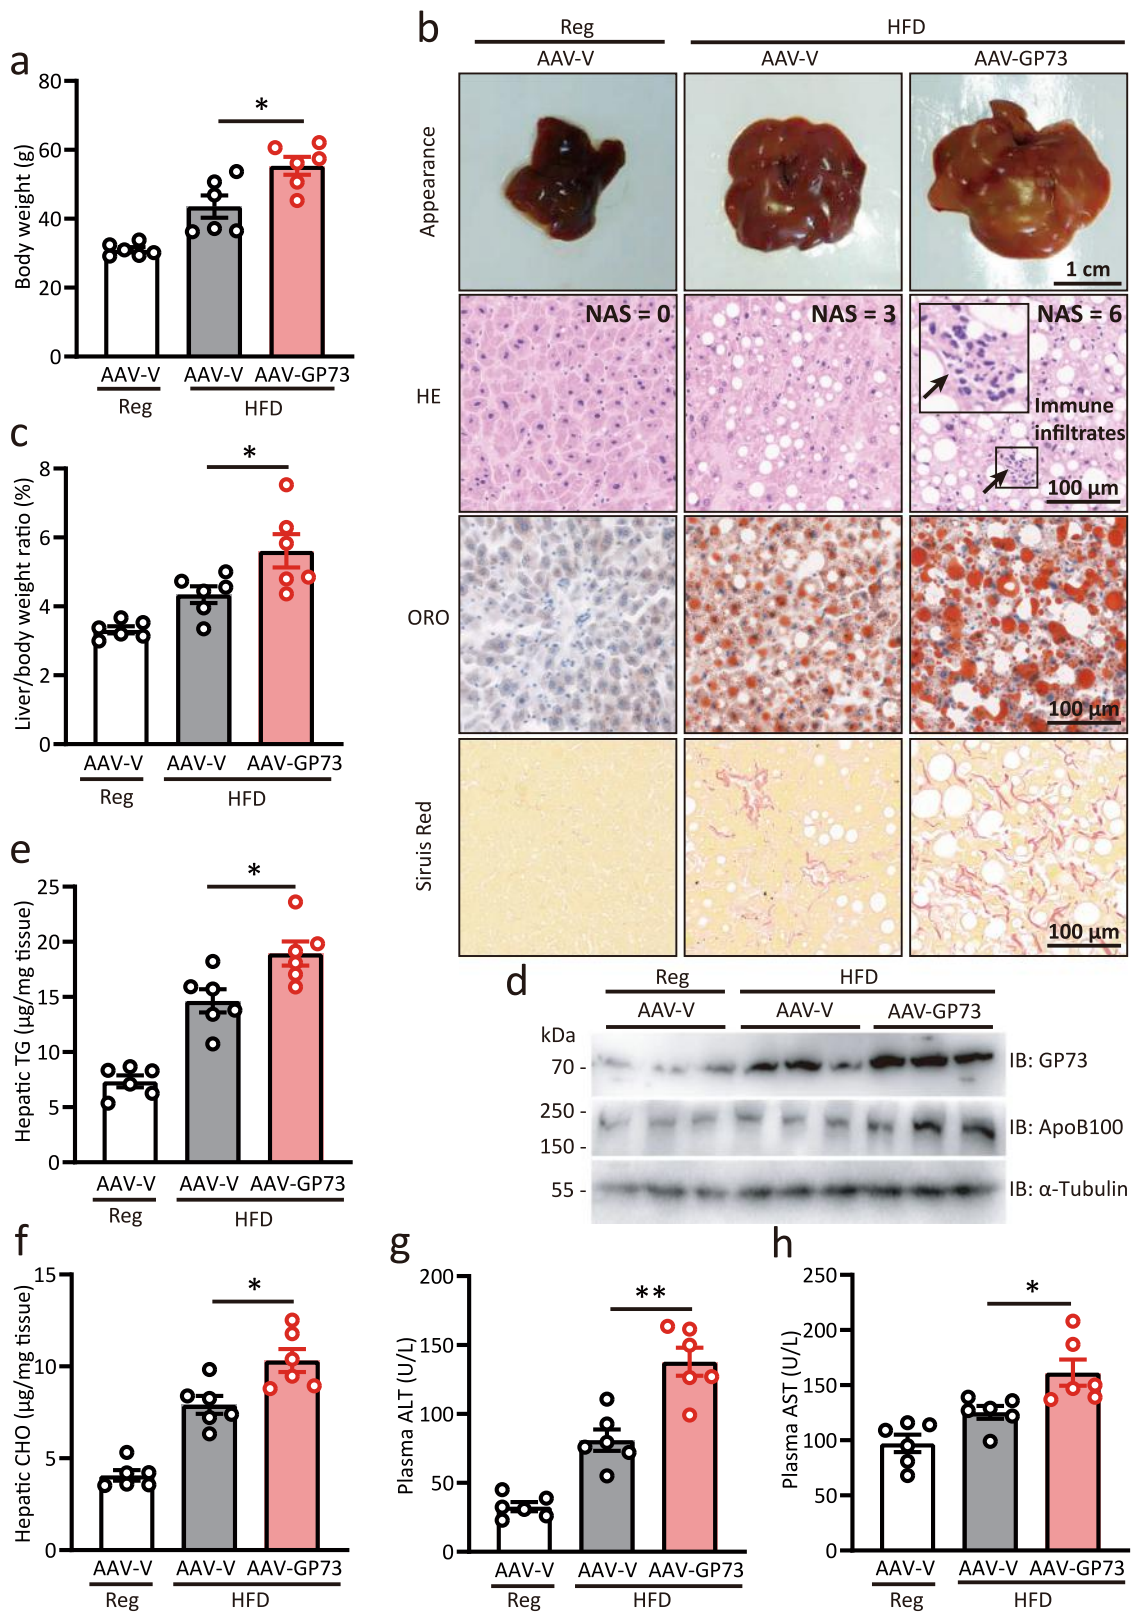 a
80
60
40
20
0
Body weight (g)
*
AAV-V AAV-V AAV-GP73
Reg HFD
b
Reg HFD
AAV-V AAV-V AAV-GP73
Appearance
1 cm
HE
NAS = 0 NAS = 3 NAS = 6
Immune
infiltrates
100 µm
ORO
100 µm
Siruis Red
100 µm
c
8
6
4
2
0
Liver/body weight ratio (%)
*
AAV-V AAV-V AAV-GP73
Reg HFD
d
Reg HFD
AAV-V AAV-V AAV-GP73
kDa
70 - IB: GP73
250 -
150 - IB: ApoB100
55 - IB: α-Tubulin
e
25
20
15
10
5
0
Hepatic TG (µg/mg tissue)
*
AAV-V AAV-V AAV-GP73
Reg HFD
f
15
10
5
0
Hepatic CHO (µg/mg tissue)
*
AAV-V AAV-V AAV-GP73
Reg HFD
g
200
150
100
50
0
Plasma ALT (U/L)
**
AAV-V AAV-V AAV-GP73
Reg HFD
h
250
200
150
100
50
0
Plasma AST (U/L)
*
AAV-V AAV-V AAV-GP73
Reg HFD